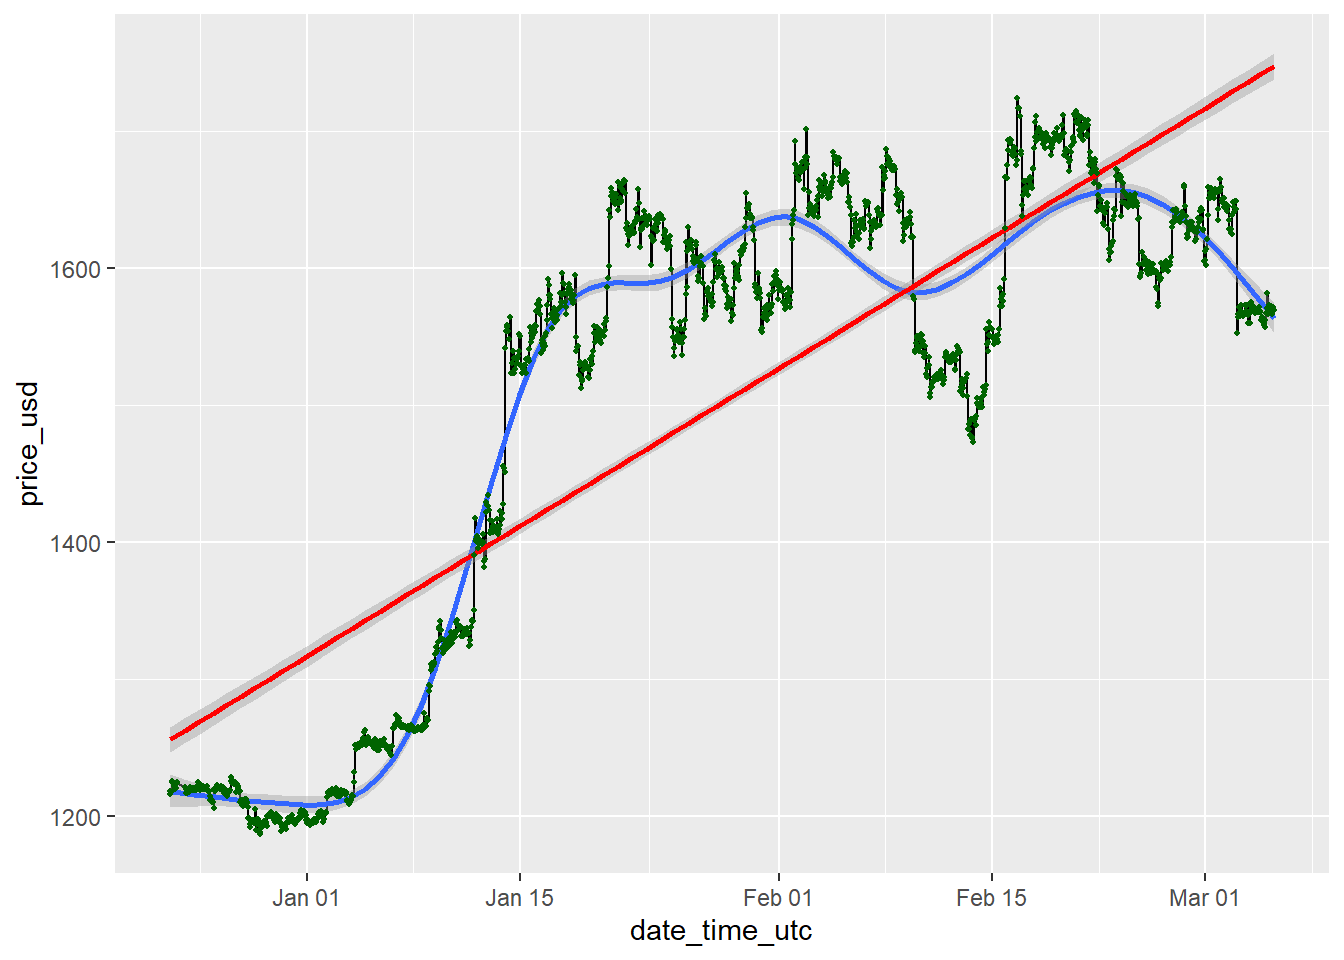 price_usd
1600
1400
1200
Jan 01
Jan 15
Feb 01
Feb 15
Mar 01
date_time_utc